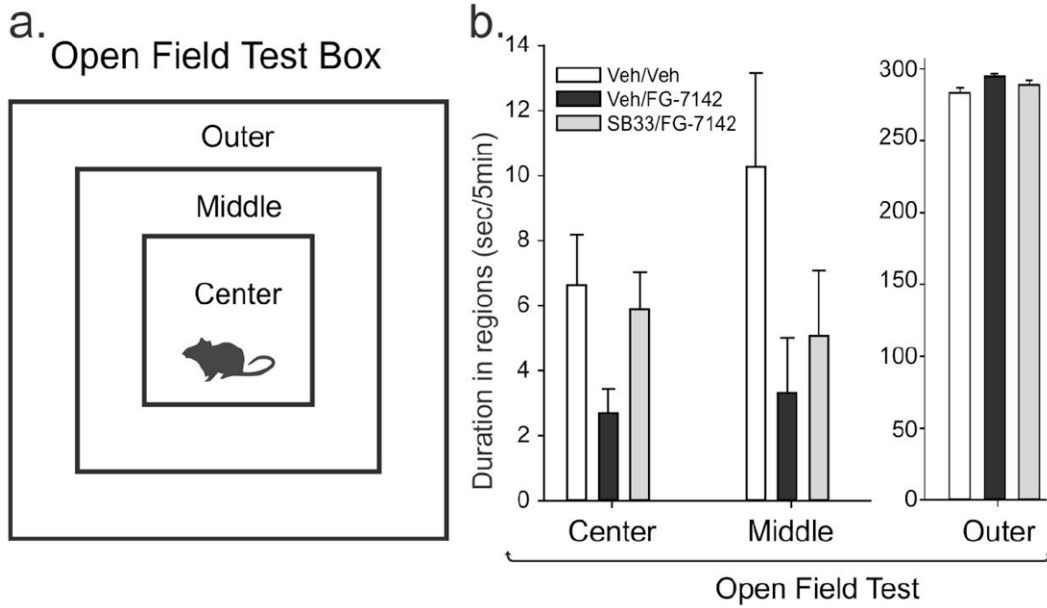 a.
Open Field Test Box
Outer
Middle
Center
b.
Duration in regions (sec/5min)
14
12
10
8
6
4
2
0
Veh/Veh
Veh/FG-7142
SB33/FG-7142
300
250
200
150
100
50
0
Center
Middle
Outer
Open Field Test